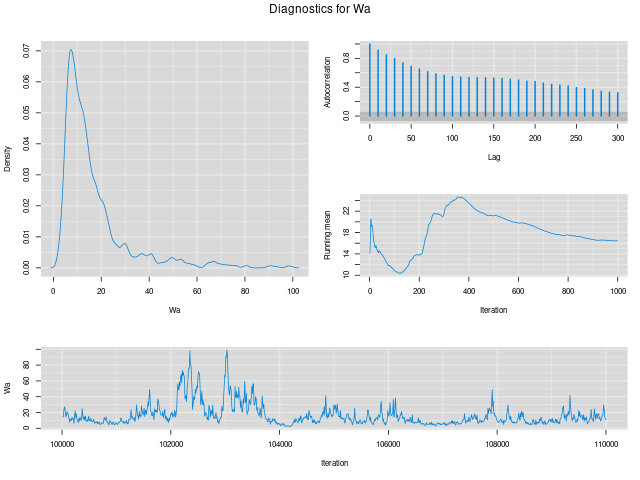 Diagnostics for Wa
Density
0.00 0.01 0.02 0.03 0.04 0.05 0.06 0.07
0 20 40 60 80 100
Wa
Autocorrelation
0.0 0.4 0.8
0 50 100 150 200 250 300
Lag
Running mean
10 14 18 22
0 200 400 600 800 1000
Iteration
Wa
0 20 40 60 80
100000 102000 104000 106000 108000 110000
Iteration